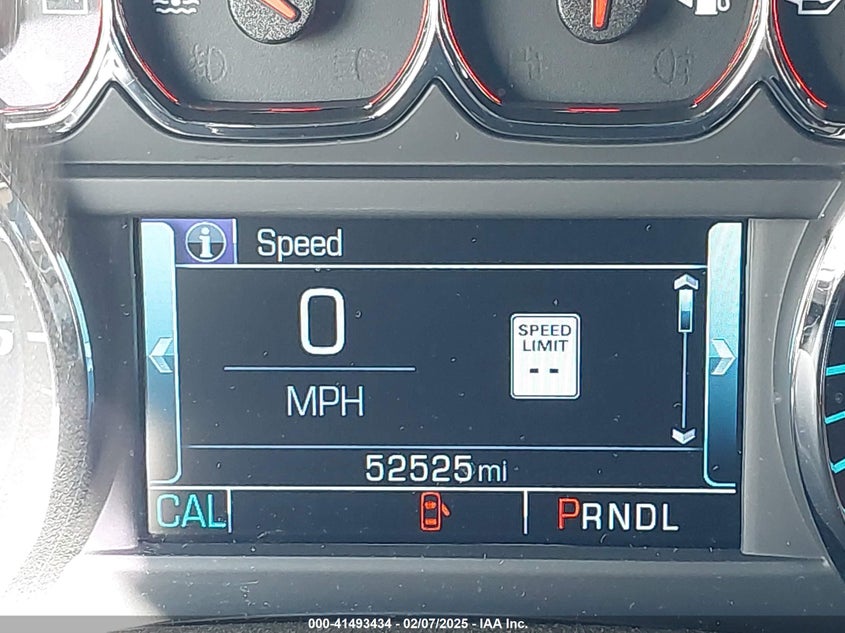 Speed
0
MPH
SPEED
LIMIT
--
52525 mi
CAL
PRNDL
000-41493434 - 02/07/2025 - IAA Inc.